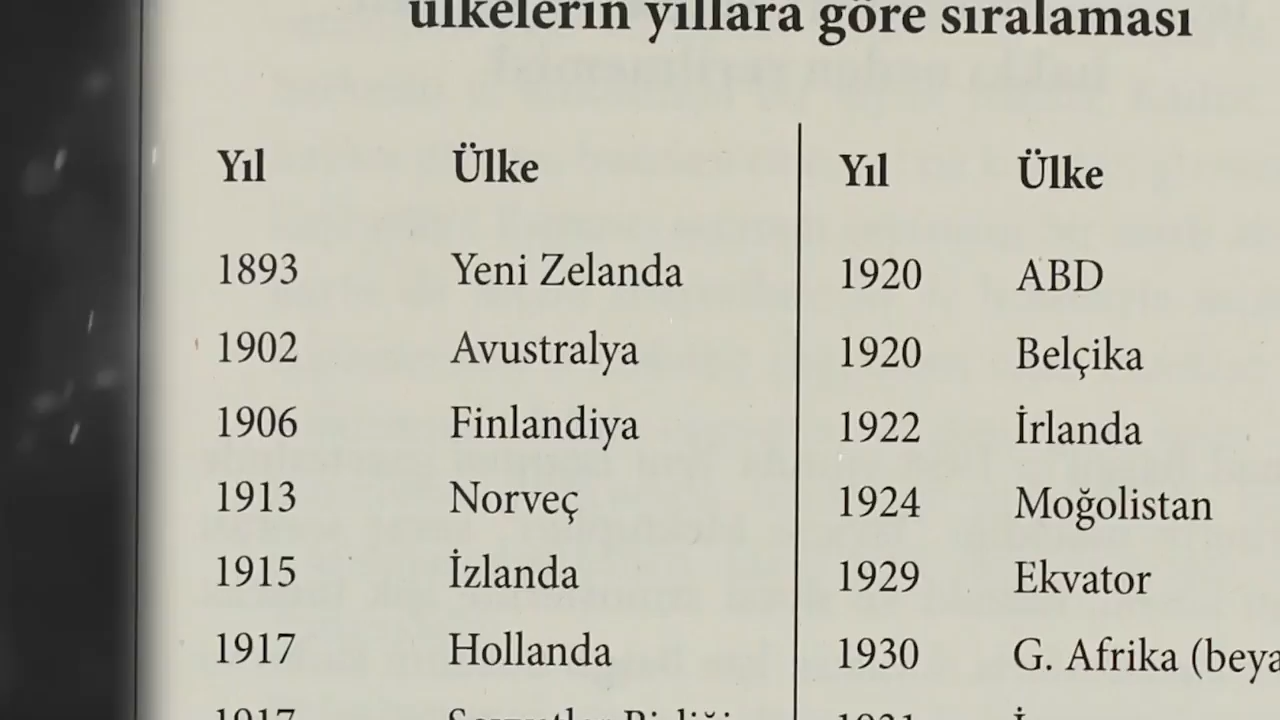 ülkelerin yıllara göre sıralaması
Yıl Ülke Yıl Ülke
1893 Yeni Zelanda 1920 ABD
1902 Avustralya 1920 Belçika
1906 Finlandiya 1922 İrlanda
1913 Norveç 1924 Moğolistan
1915 İzlanda 1929 Ekvator
1917 Hollanda 1930 G. Afrika (beya
1917